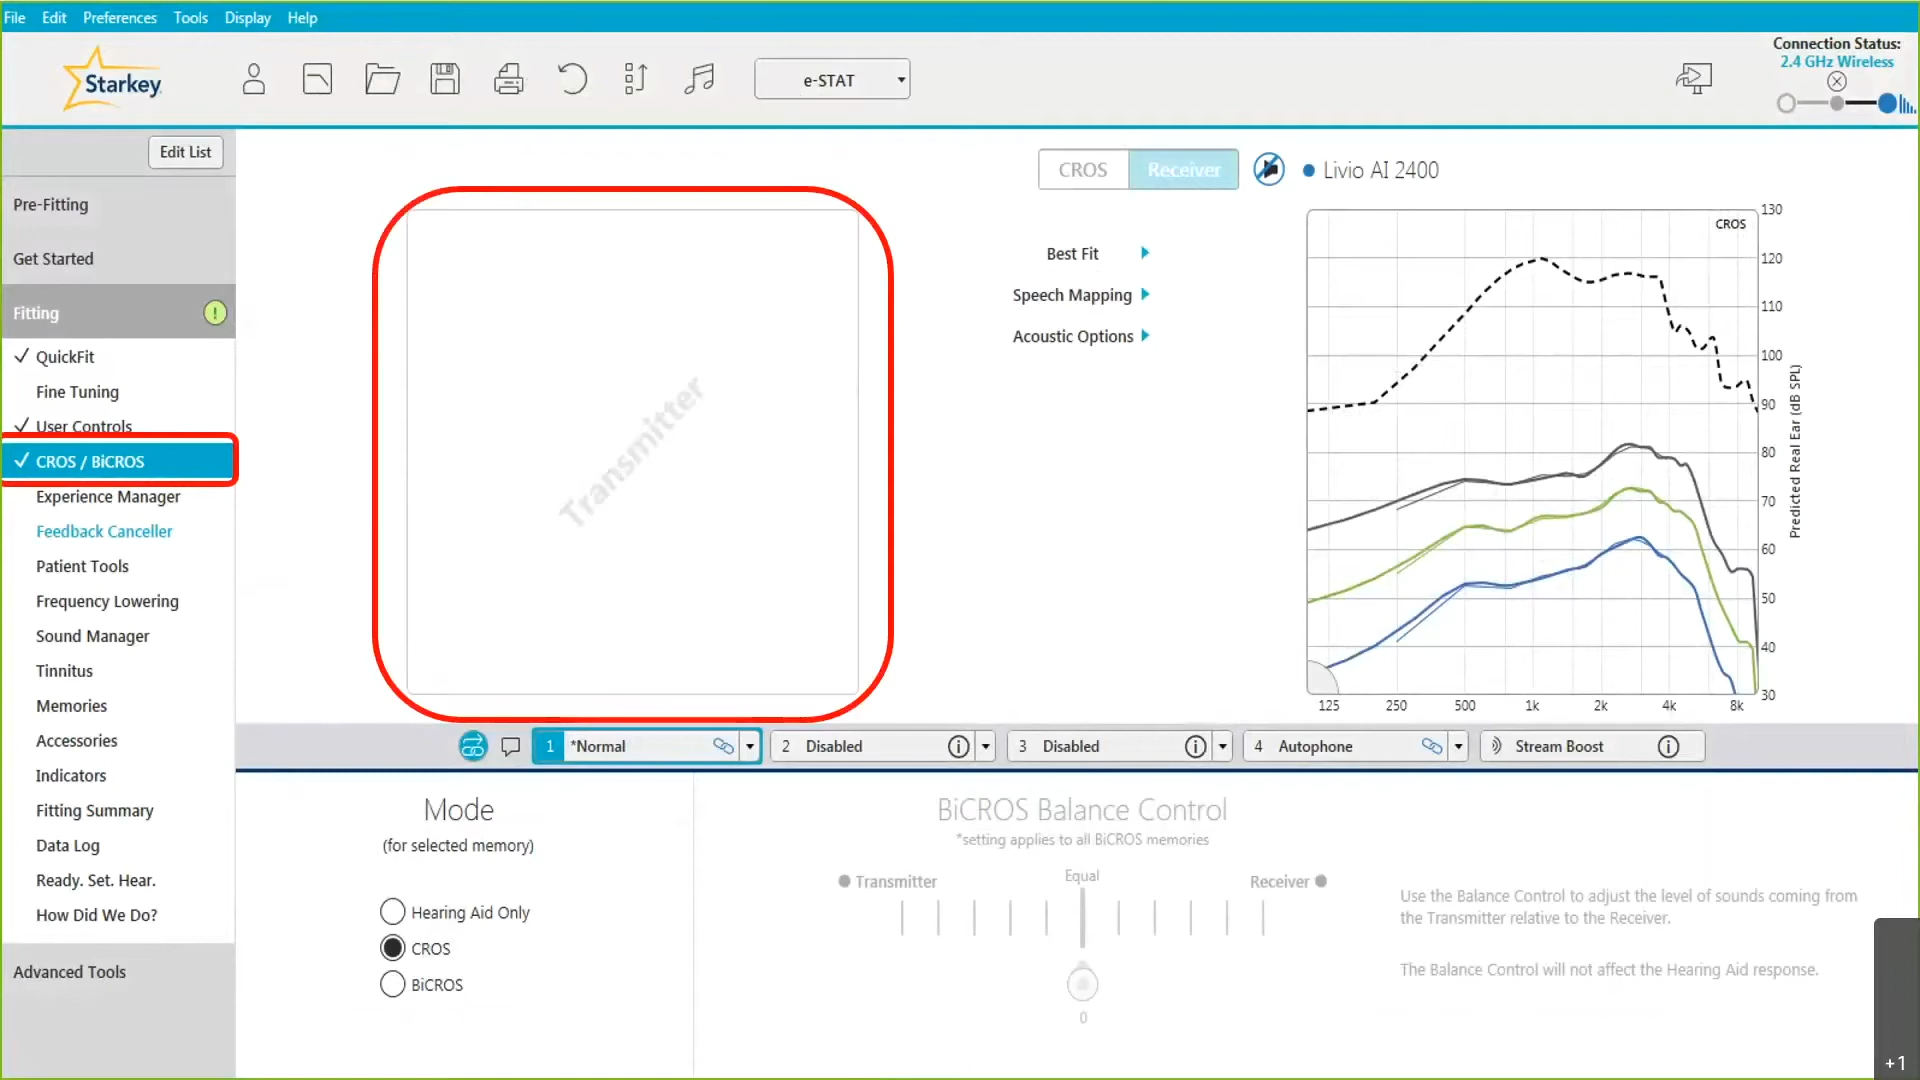 File Edit Preferences Tools Display Help
Starkey
e-STAT
Connection Status:
2.4 GHz Wireless
Edit List
Pre-Fitting
Get Started
Fitting
QuickFit
Fine Tuning
User Controls
CROS / BiCROS
Experience Manager
Feedback Canceller
Patient Tools
Frequency Lowering
Sound Manager
Tinnitus
Memories
Accessories
Indicators
Fitting Summary
Data Log
Ready. Set. Hear.
How Did We Do?
Advanced Tools
Transmitter
CROS Receiver Livio AI 2400
Best Fit
Speech Mapping
Acoustic Options
CROS
130
120
110
100
90
80
70
60
50
40
30
Predicted Real Ear (dB SPL)
125 250 500 1k 2k 4k 8k
1 *Normal 2 Disabled 3 Disabled 4 Autophone Stream Boost
Mode
(for selected memory)
Hearing Aid Only
CROS
BiCROS
BiCROS Balance Control
*setting applies to all BiCROS memories
Transmitter Equal Receiver
0
Use the Balance Control to adjust the level of sounds coming from
the Transmitter relative to the Receiver.
The Balance Control will not affect the Hearing Aid response.
+1